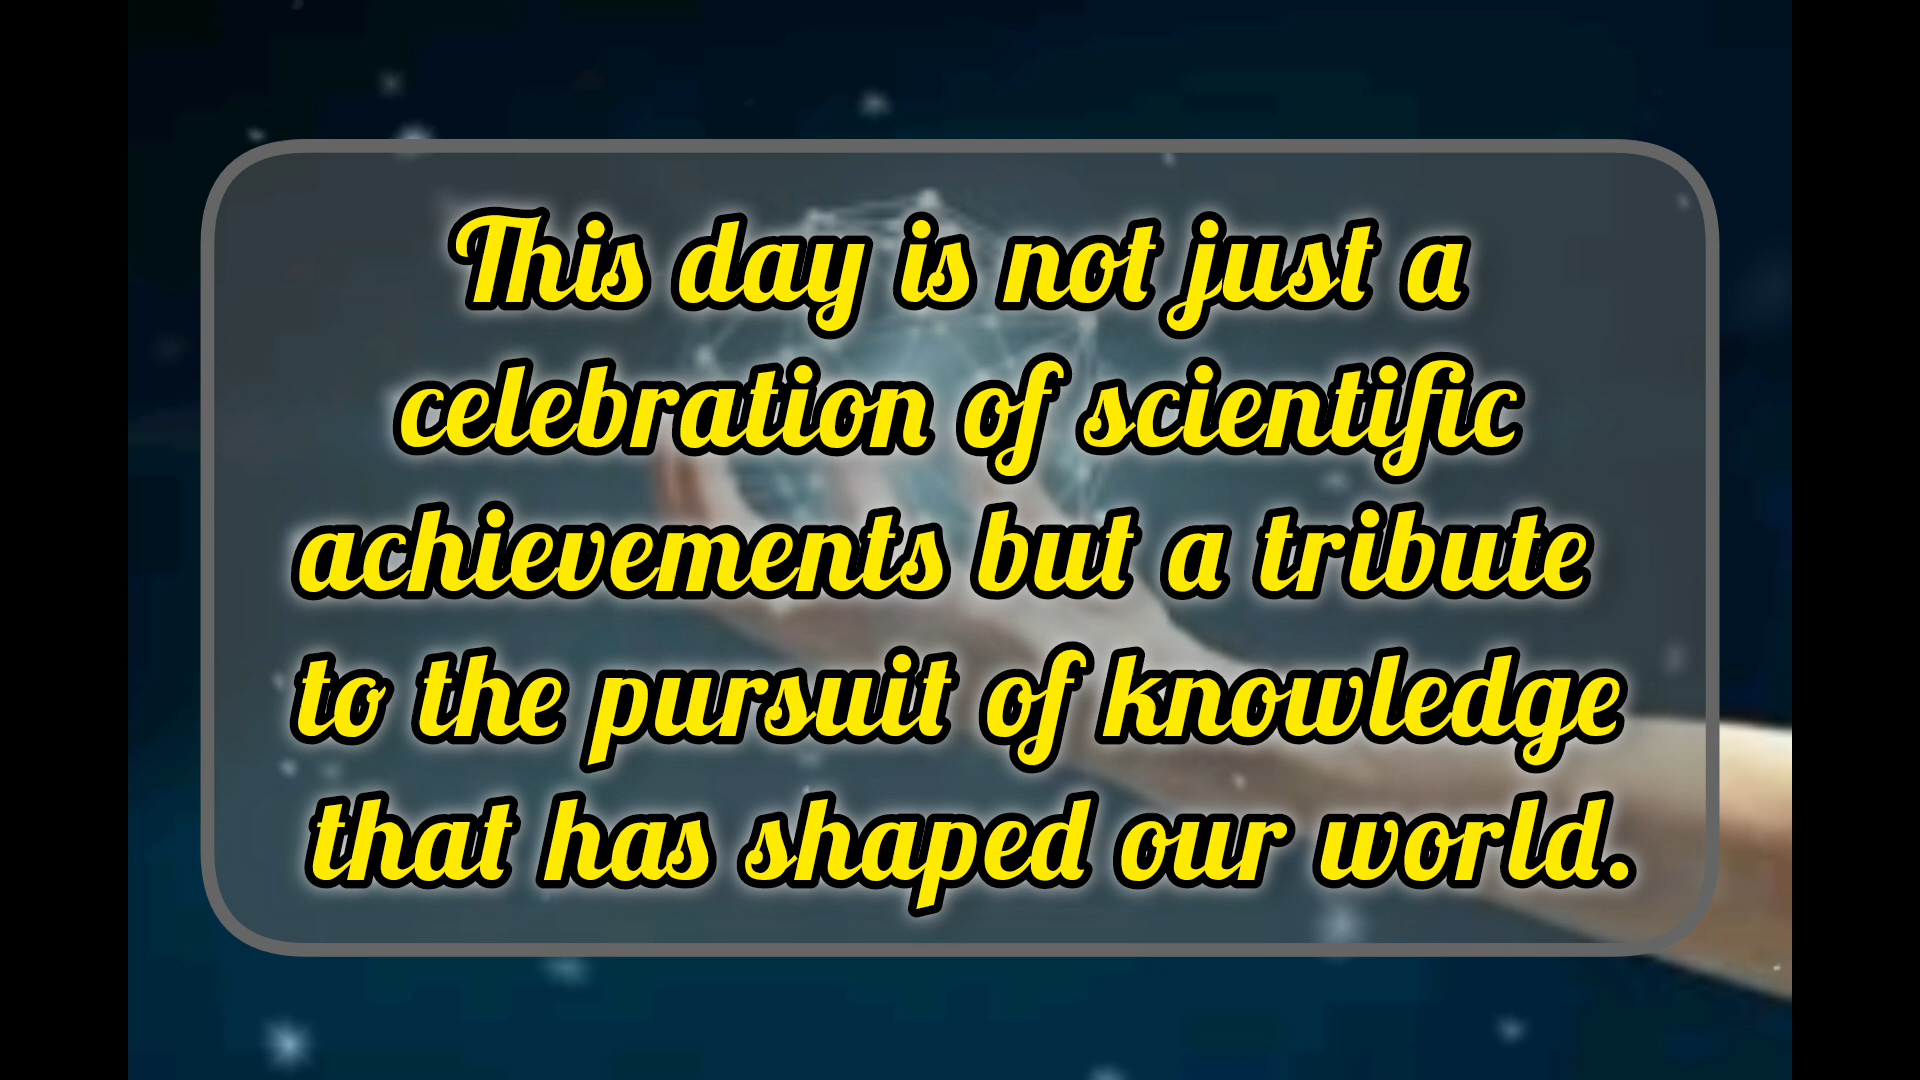 This day is not just a
celebration of scientific
achievements but a tribute
to the pursuit of knowledge
that has shaped our world.